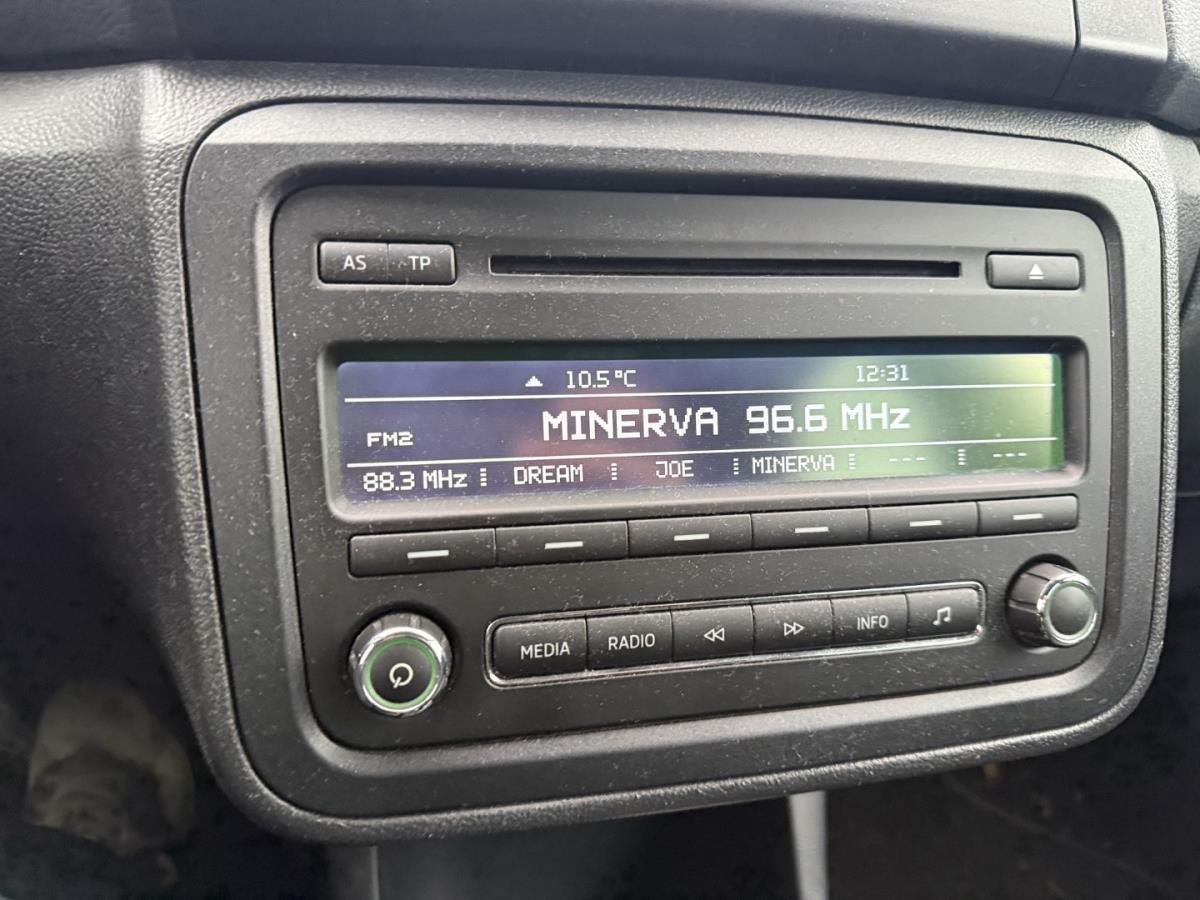 AS TP
10.5°C 12:31
FM2 MINERVA 96.6 MHz
88.3 MHz DREAM JOE MINERVA --- ---
MEDIA RADIO INFO